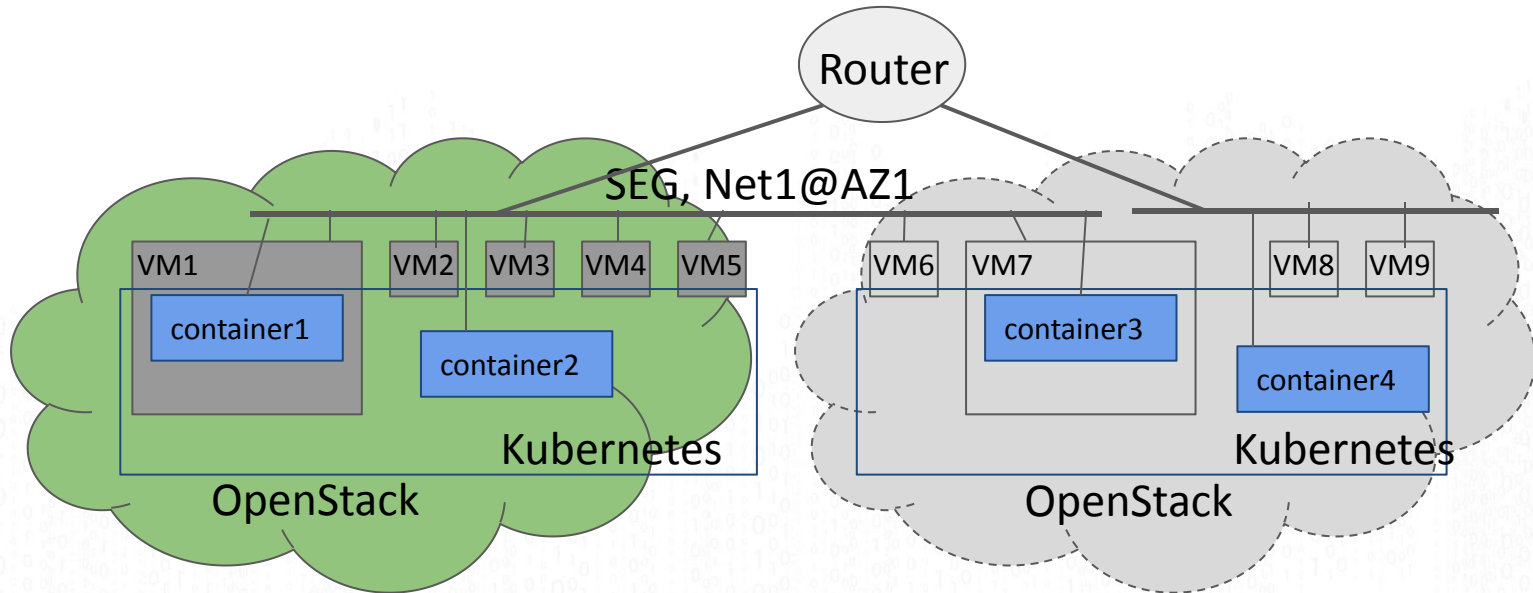 Router
SEG, Net1@AZ1
VM1
VM2
VM3
VM4
VM5
VM6
VM7
VM8
VM9
container1
container2
container3
container4
Kubernetes
Kubernetes
OpenStack
OpenStack